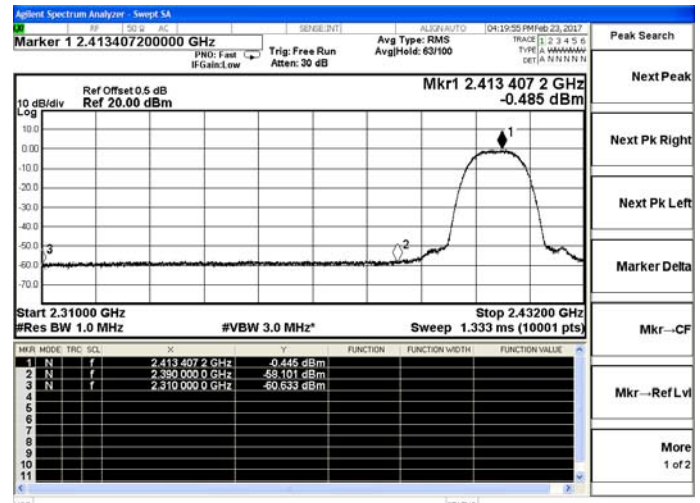 Agilent Spectrum Analyzer - Swept SA
RF 50 Ω AC SENSE:INT ALIGN AUTO 04:19:55 PM Feb 23, 2017
Marker 1 2.413407200000 GHz
PNO: Fast
IFGain:Low
Trig: Free Run
Atten: 30 dB
Avg Type: RMS
Avg|Hold: 63/100
TRACE 1 2 3 4 5 6
TYPE A WWWWW
DET A N N N N N
Peak Search
Next Peak
Next Pk Right
Next Pk Left
Marker Delta
Mkr→CF
Mkr→Ref Lvl
More
1 of 2
Ref Offset 0.5 dB
10 dB/div Ref 20.00 dBm
Log
Mkr1 2.413 407 2 GHz
-0.485 dBm
10.0
0.00
-10.0
-20.0
-30.0
-40.0
-50.0
-60.0
-70.0
1
2
3
Start 2.31000 GHz
Stop 2.43200 GHz
#Res BW 1.0 MHz
#VBW 3.0 MHz*
Sweep 1.333 ms (10001 pts)
MKR MODE TRC SCL X Y FUNCTION FUNCTION WIDTH FUNCTION VALUE
1 N f 2.413 407 2 GHz -0.445 dBm
2 N f 2.390 000 0 GHz -58.101 dBm
3 N f 2.310 000 0 GHz -60.633 dBm
4
5
6
7
8
9
10
11